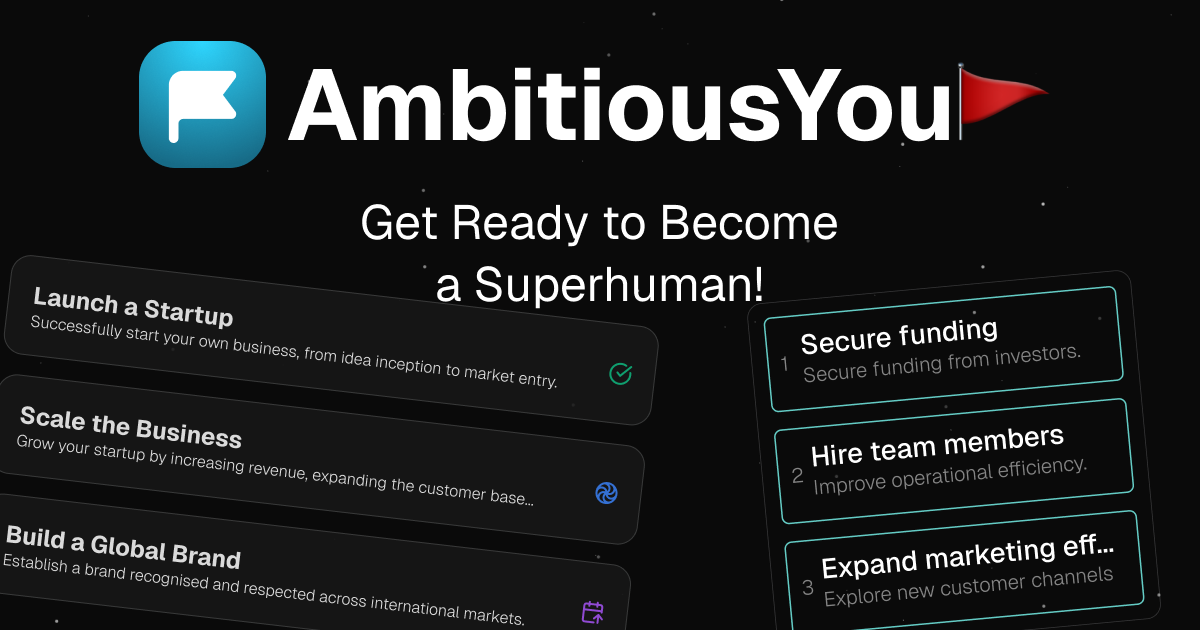 AmbitiousYou
Get Ready to Become
a Superhuman!
Launch a Startup
Successfully start your own business, from idea inception to market entry.
Scale the Business
Grow your startup by increasing revenue, expanding the customer base...
Build a Global Brand
Establish a brand recognised and respected across international markets.
1
Secure funding
Secure funding from investors.
2
Hire team members
Improve operational efficiency.
3
Expand marketing eff...
Explore new customer channels